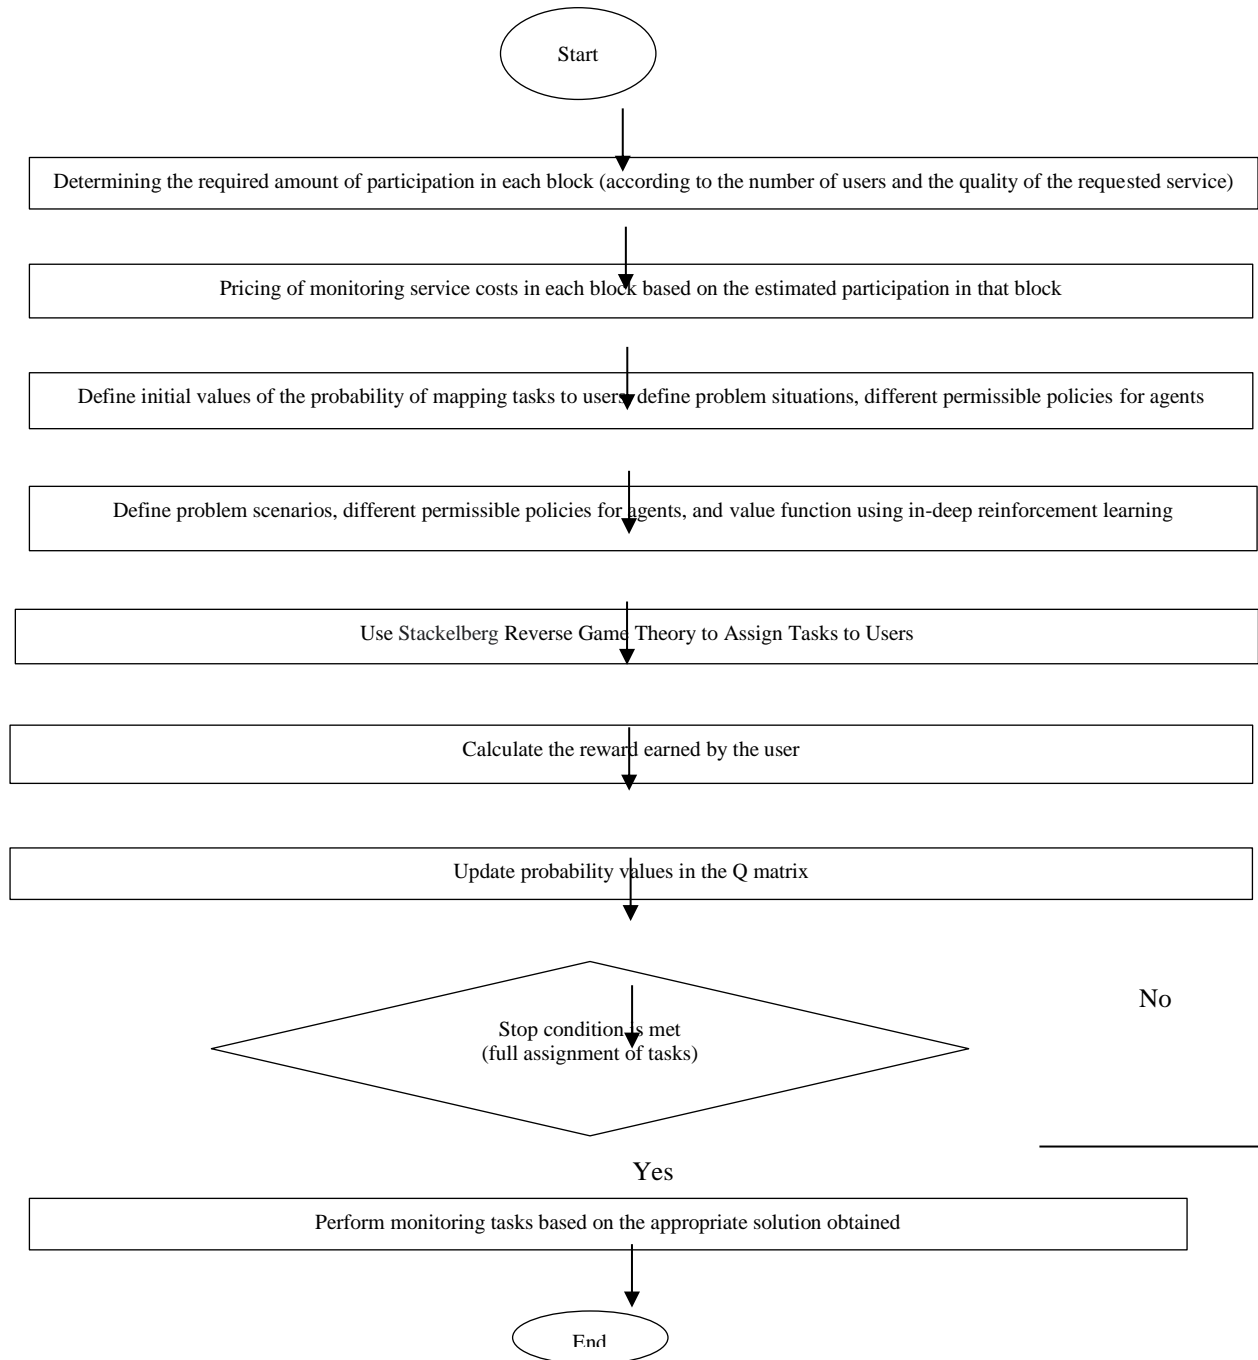 Start
Determining the required amount of participation in each block (according to the number of users and the quality of the requested service)
Pricing of monitoring service costs in each block based on the estimated participation in that block
Define initial values of the probability of mapping tasks to users, define problem situations, different permissible policies for agents
Define problem scenarios, different permissible policies for agents, and value function using in-deep reinforcement learning
Use Stackelberg Reverse Game Theory to Assign Tasks to Users
Calculate the reward earned by the user
Update probability values in the Q matrix
No
Stop condition is met
(full assignment of tasks)
Yes
Perform monitoring tasks based on the appropriate solution obtained
End